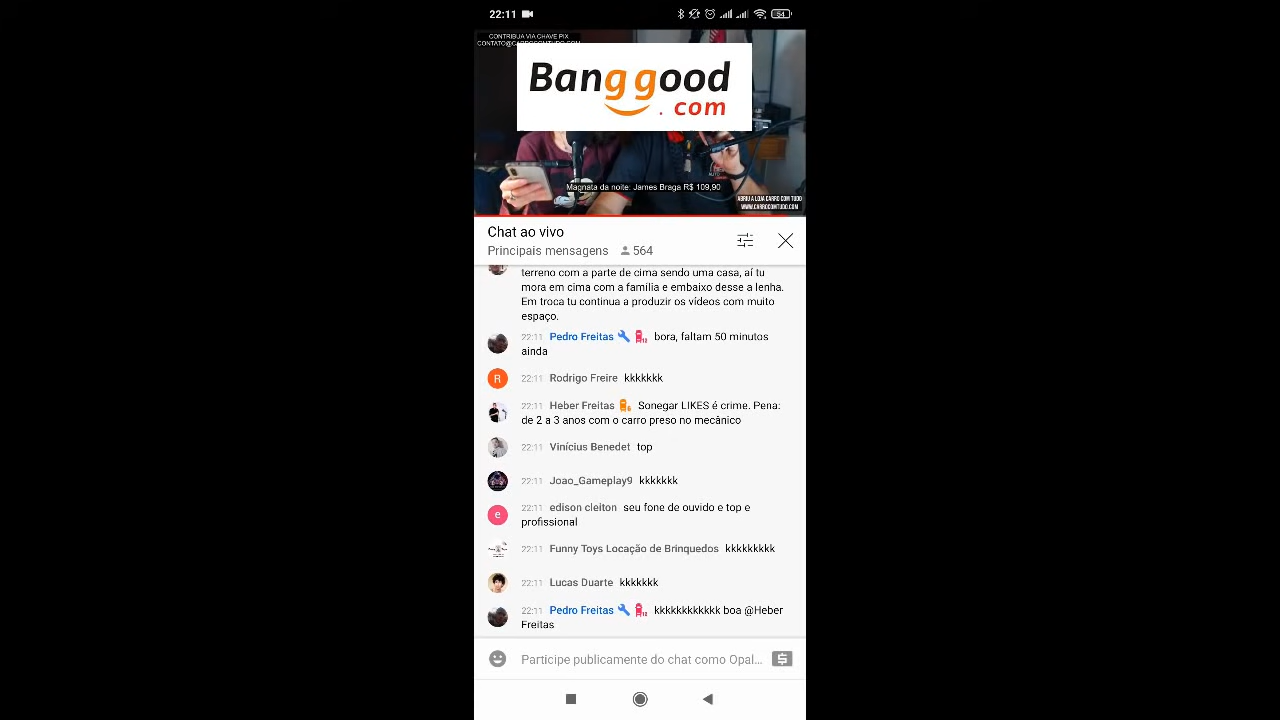 22:11
54
CONTRIBUA VIA CHAVE PIX
CONTATO@CARROCOMTUDO.COM
Banggood
.com
Magnata da noite: James Braga R$ 109,90
ABRIU A LOJA CARRO COM TUDO
WWW.CARROCOMTUDO.COM
Chat ao vivo
Principais mensagens 564
terreno com a parte de cima sendo uma casa, aí tu
mora em cima com a família e embaixo desse a lenha.
Em troca tu continua a produzir os vídeos com muito
espaço.
22:11 Pedro Freitas bora, faltam 50 minutos
ainda
R
22:11 Rodrigo Freire kkkkkkk
22:11 Heber Freitas Sonegar LIKES é crime. Pena:
de 2 a 3 anos com o carro preso no mecânico
22:11 Vinícius Benedet top
22:11 Joao_Gameplay9 kkkkkkk
e
22:11 edison cleiton seu fone de ouvido e top e
profissional
22:11 Funny Toys Locação de Brinquedos kkkkkkkkk
22:11 Lucas Duarte kkkkkkk
22:11 Pedro Freitas kkkkkkkkkkkk boa @Heber
Freitas
Participe publicamente do chat como Opal...